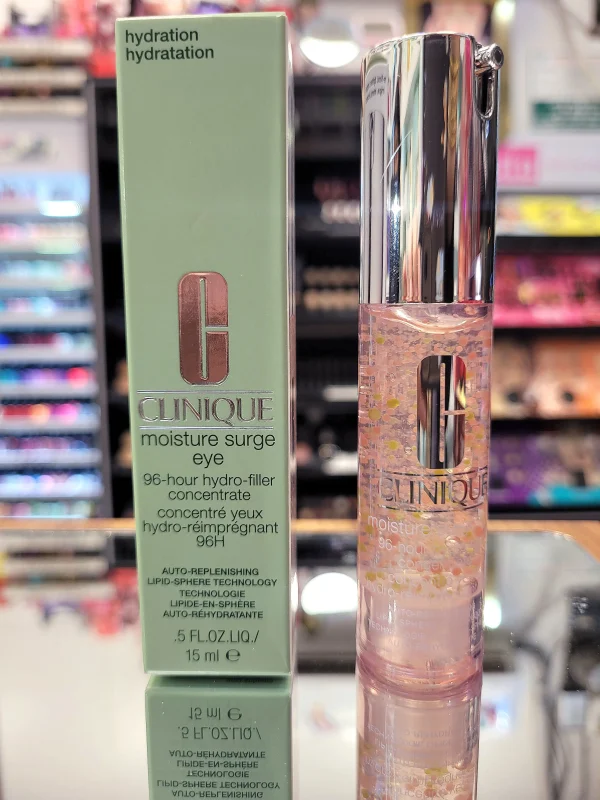 hydration
hydratation
CLINIQUE
moisture surge
eye
96-hour hydro-filler
concentrate
concentré yeux
hydro-réimprégnant
96H
AUTO-REPLENISHING
LIPID-SPHERE TECHNOLOGY
TECHNOLOGIE
LIPIDE-EN-SPHÈRE
AUTO-RÉHYDRATANTE
.5 FL.OZ.LIQ./
15 ml ℮
CLINIQUE
moisture